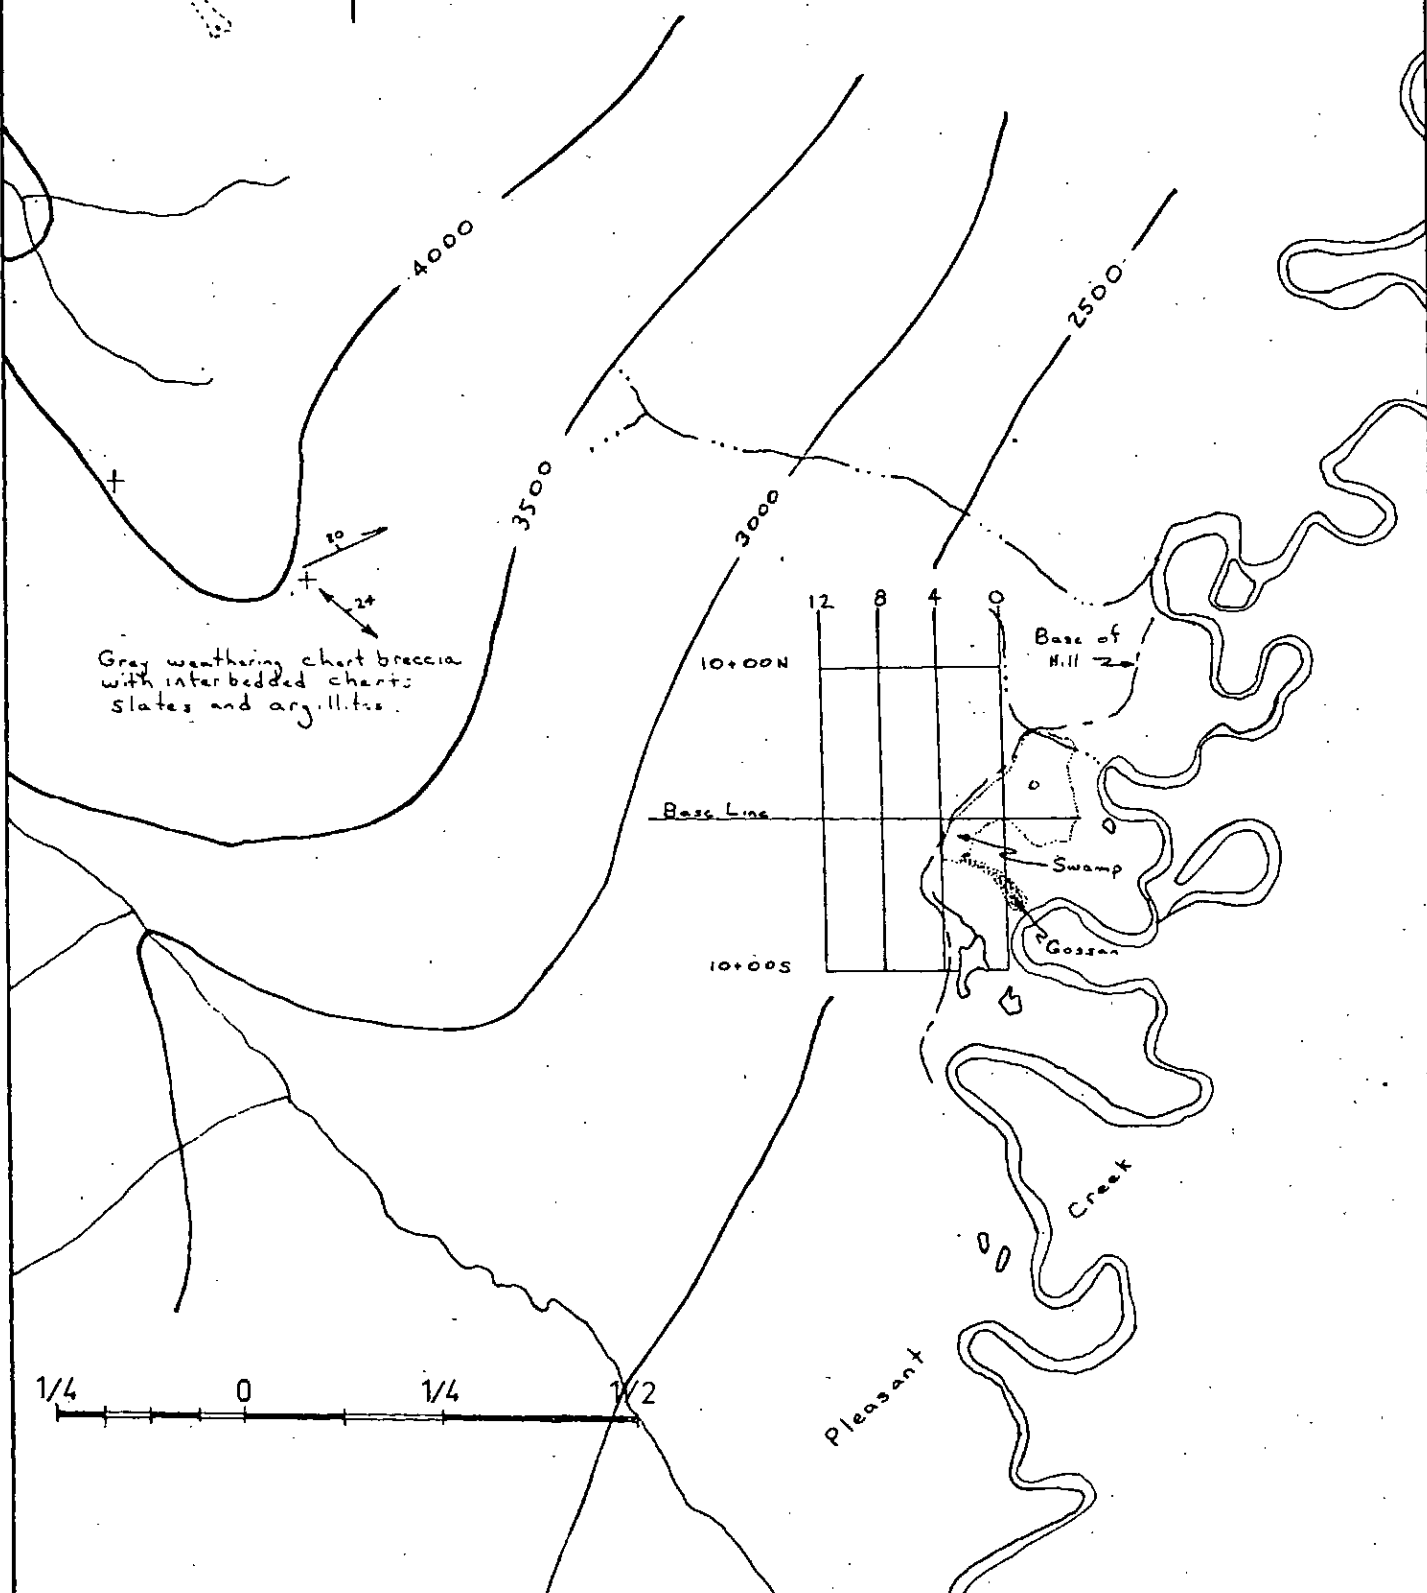 4000
2500
3500
3000
20
24
Grey weathering chert breccia
with interbedded cherts
slates and argillites.
12 8 4 0
10+00N
Base of
Hill
Base Line
Swamp
Gossan
10+00S
Creek
Pleasant
1/4 0 1/4 1/2